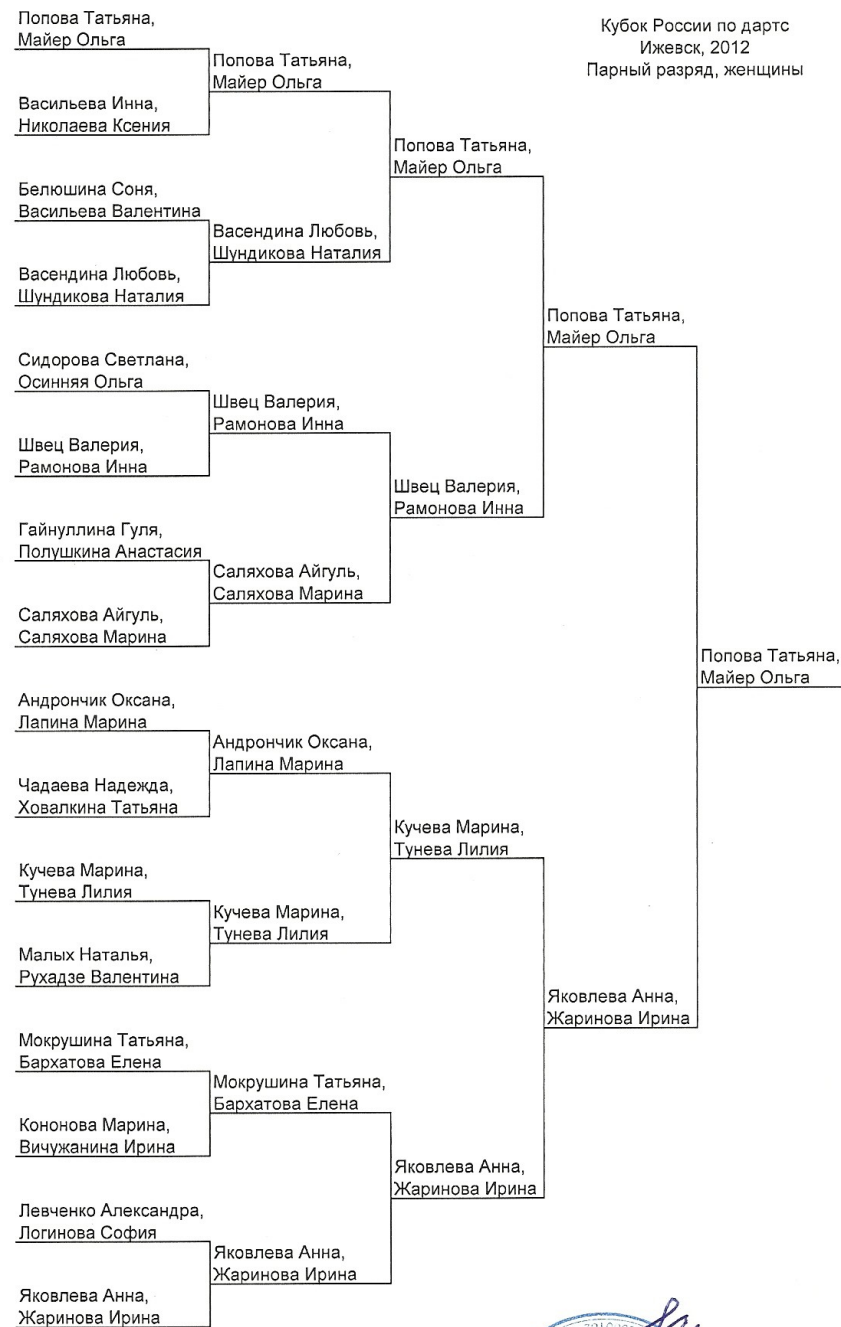 Кубок России по дартс
Ижевск, 2012
Парный разряд, женщины
Попова Татьяна,
Майер Ольга
Васильева Инна,
Николаева Ксения
Белюшина Соня,
Васильева Валентина
Васендина Любовь,
Шундикова Наталия
Сидорова Светлана,
Осинняя Ольга
Швец Валерия,
Рамонова Инна
Гайнуллина Гуля,
Полушкина Анастасия
Саляхова Айгуль,
Саляхова Марина
Андрончик Оксана,
Лапина Марина
Чадаева Надежда,
Ховалкина Татьяна
Кучева Марина,
Тунева Лилия
Малых Наталья,
Рухадзе Валентина
Мокрушина Татьяна,
Бархатова Елена
Кононова Марина,
Вичужанина Ирина
Левченко Александра,
Логинова София
Яковлева Анна,
Жаринова Ирина
Попова Татьяна,
Майер Ольга
Васендина Любовь,
Шундикова Наталия
Швец Валерия,
Рамонова Инна
Саляхова Айгуль,
Саляхова Марина
Андрончик Оксана,
Лапина Марина
Кучева Марина,
Тунева Лилия
Мокрушина Татьяна,
Бархатова Елена
Яковлева Анна,
Жаринова Ирина
Попова Татьяна,
Майер Ольга
Швец Валерия,
Рамонова Инна
Кучева Марина,
Тунева Лилия
Яковлева Анна,
Жаринова Ирина
Попова Татьяна,
Майер Ольга
Яковлева Анна,
Жаринова Ирина
Попова Татьяна,
Майер Ольга